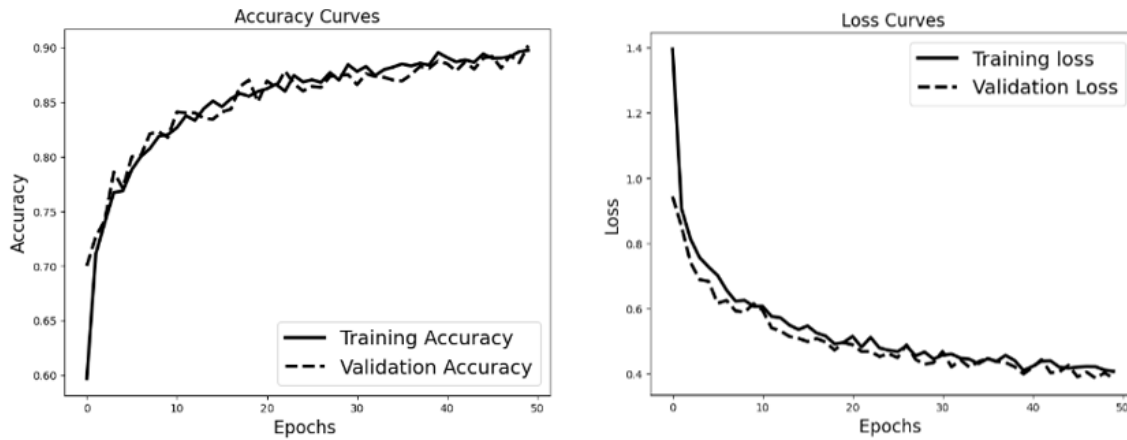 Accuracy Curves
0.90
0.85
0.80
0.75
0.70
0.65
0.60
Accuracy
Training Accuracy
Validation Accuracy
0 10 20 30 40 50
Epochs
Loss Curves
1.4
1.2
1.0
0.8
0.6
0.4
Loss
Training loss
Validation Loss
0 10 20 30 40 50
Epochs